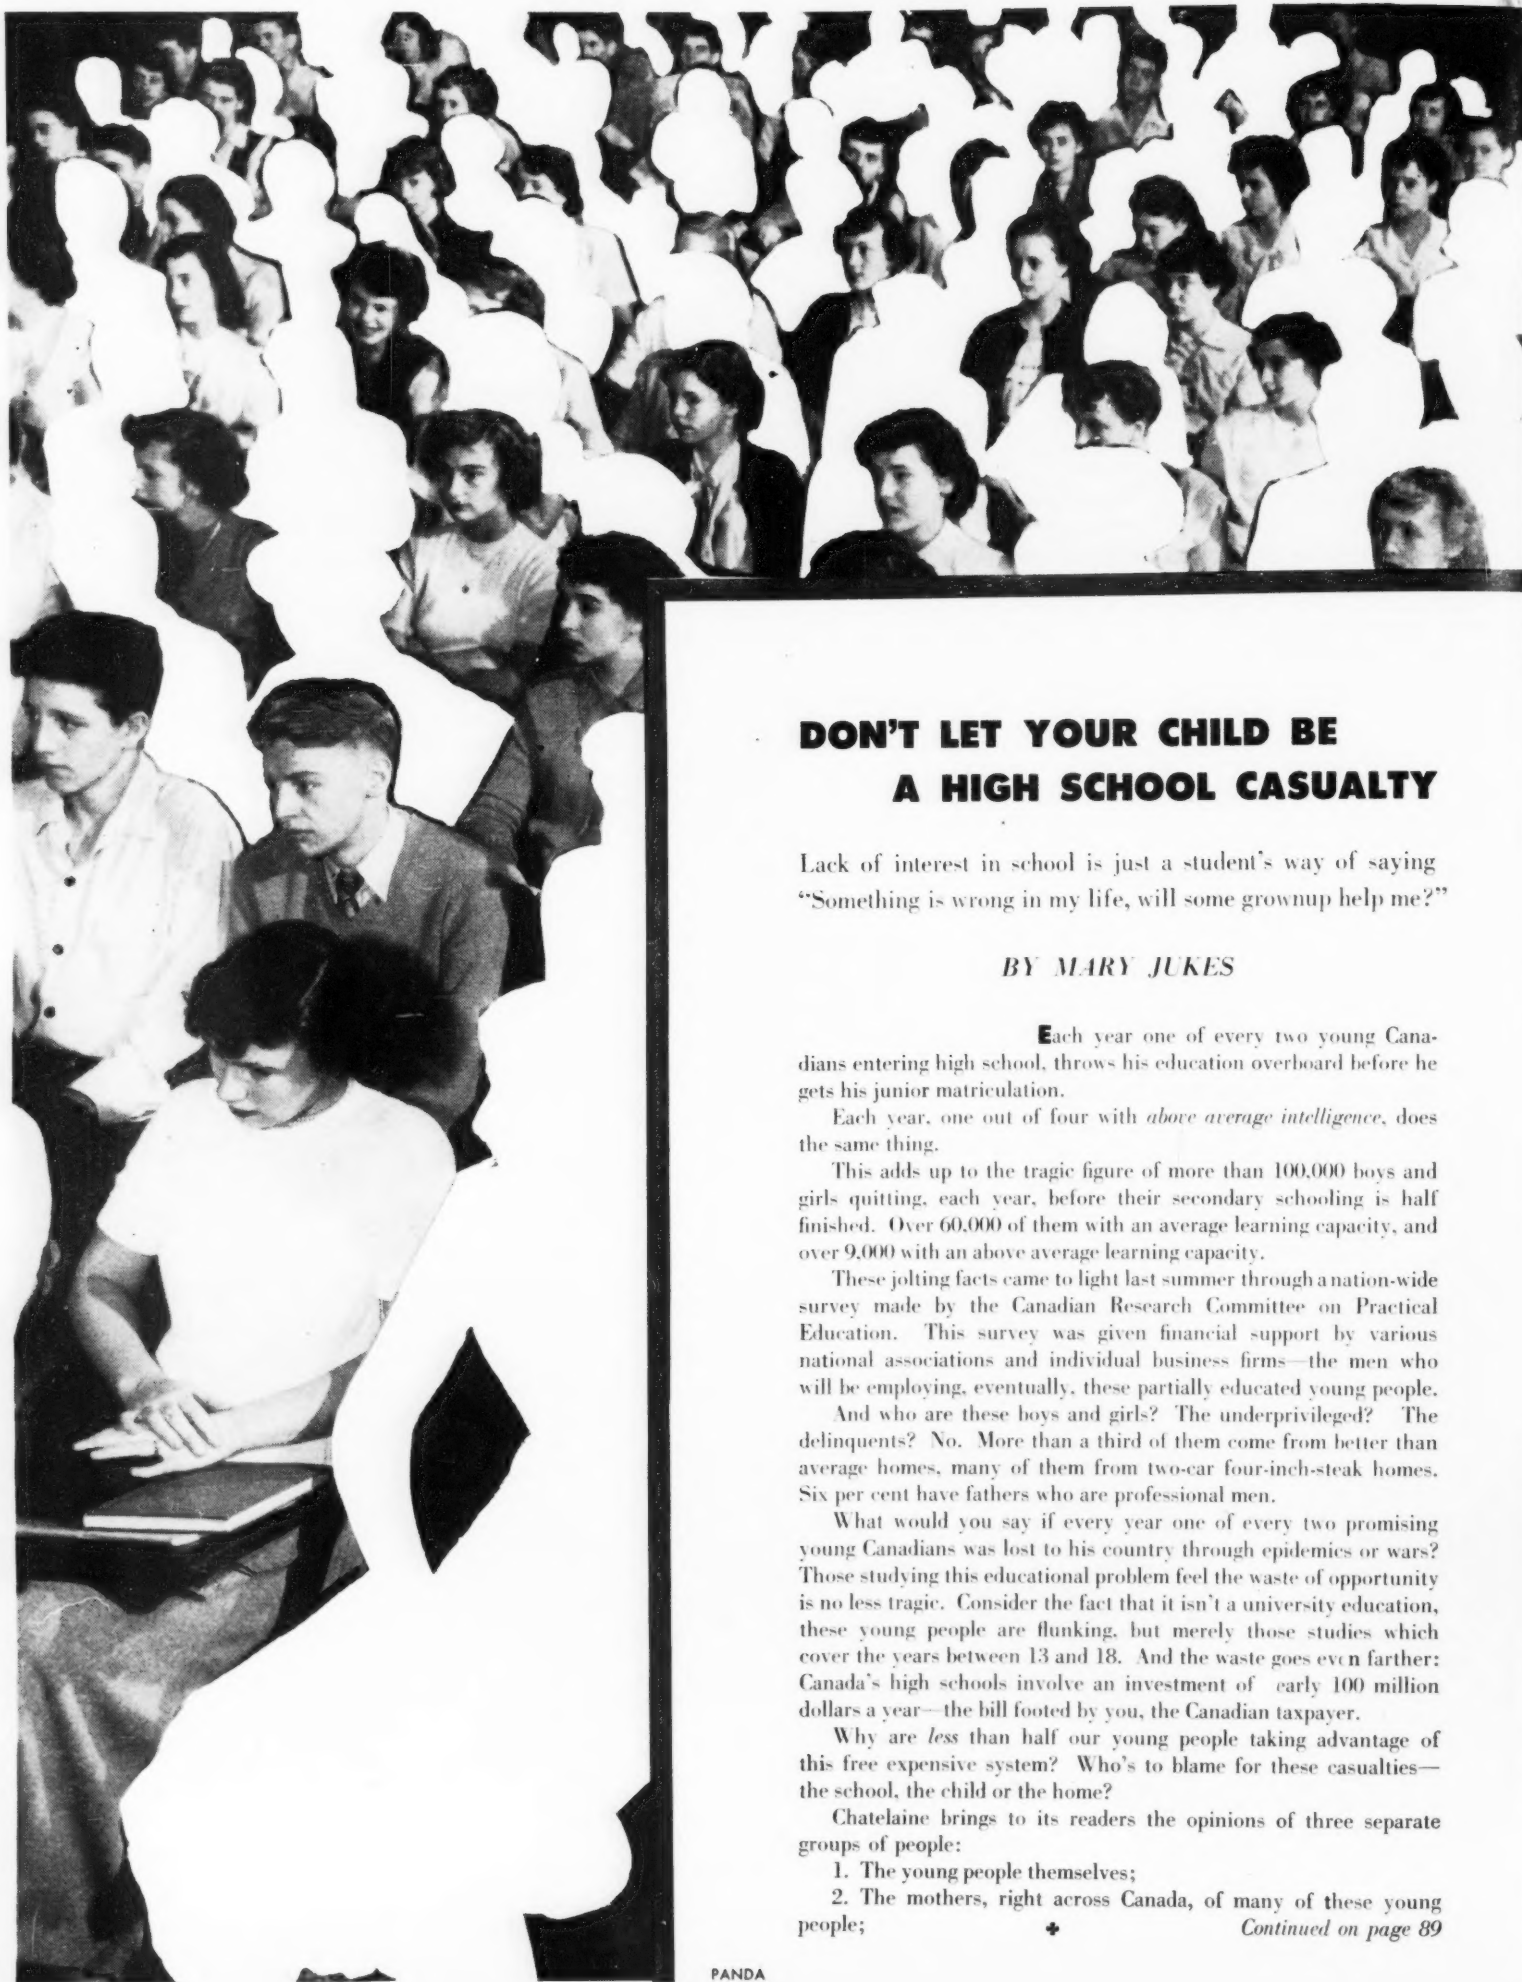 DON'T LET YOUR CHILD BE
A HIGH SCHOOL CASUALTY
Lack of interest in school is just a student's way of saying
"Something is wrong in my life, will some grownup help me?"
BY MARY JUKES
Each year one of every two young Cana-
dians entering high school, throws his education overboard before he
gets his junior matriculation.
Each year, one out of four with above average intelligence, does
the same thing.
This adds up to the tragic figure of more than 100,000 boys and
girls quitting, each year, before their secondary schooling is half
finished. Over 60,000 of them with an average learning capacity, and
over 9,000 with an above average learning capacity.
These jolting facts came to light last summer through a nation-wide
survey made by the Canadian Research Committee on Practical
Education. This survey was given financial support by various
national associations and individual business firms—the men who
will be employing, eventually, these partially educated young people.
And who are these boys and girls? The underprivileged? The
delinquents? No. More than a third of them come from better than
average homes, many of them from two-car four-inch-steak homes.
Six per cent have fathers who are professional men.
What would you say if every year one of every two promising
young Canadians was lost to his country through epidemics or wars?
Those studying this educational problem feel the waste of opportunity
is no less tragic. Consider the fact that it isn't a university education,
these young people are flunking, but merely those studies which
cover the years between 13 and 18. And the waste goes even farther:
Canada's high schools involve an investment of early 100 million
dollars a year—the bill footed by you, the Canadian taxpayer.
Why are less than half our young people taking advantage of
this free expensive system? Who's to blame for these casualties—
the school, the child or the home?
Chatelaine brings to its readers the opinions of three separate
groups of people:
1. The young people themselves;
2. The mothers, right across Canada, of many of these young
people; ✚ Continued on page 89
PANDA